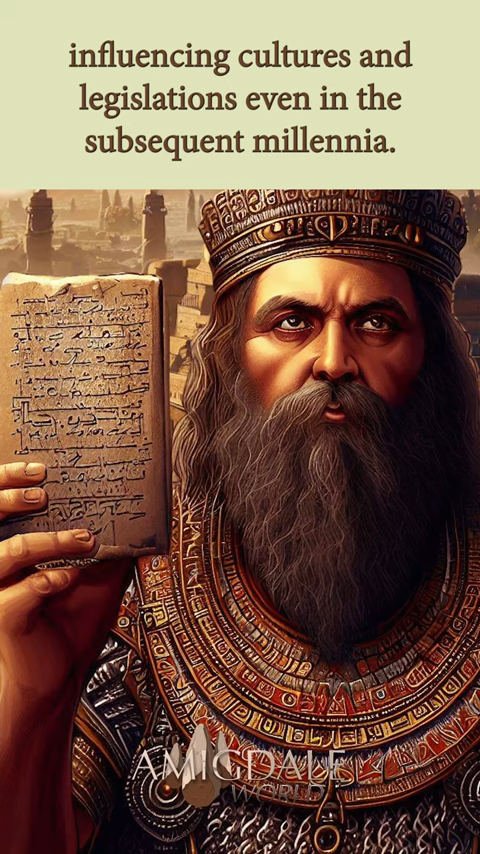 influencing cultures and
legislations even in the
subsequent millennia.
AMIGDALE
WORLD